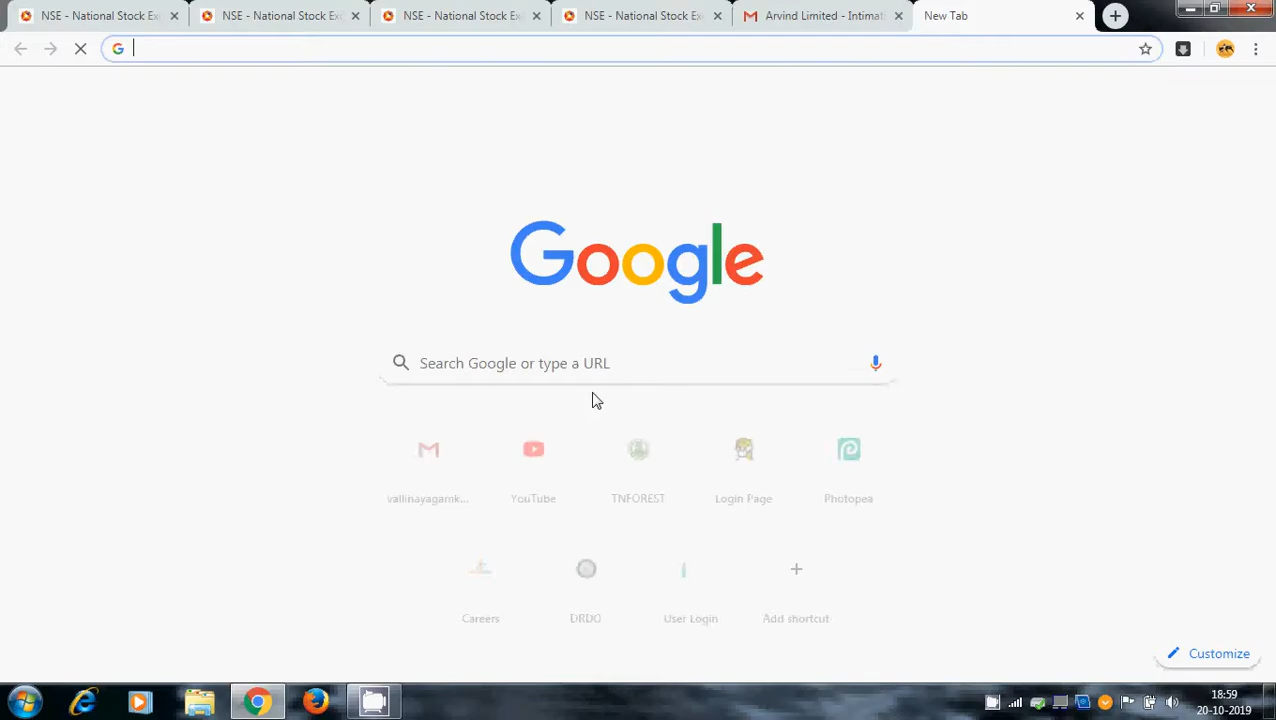 NSE - National Stock Ex
NSE - National Stock Exc
NSE - National Stock Ex
NSE - National Stock Ex
Arvind Limited - Intimat
New Tab
Google
Search Google or type a URL
vallinayagamk...
YouTube
TNFOREST
Login Page
Photopea
Careers
DRDO
User Login
Add shortcut
Customize
18:59
20-10-2019